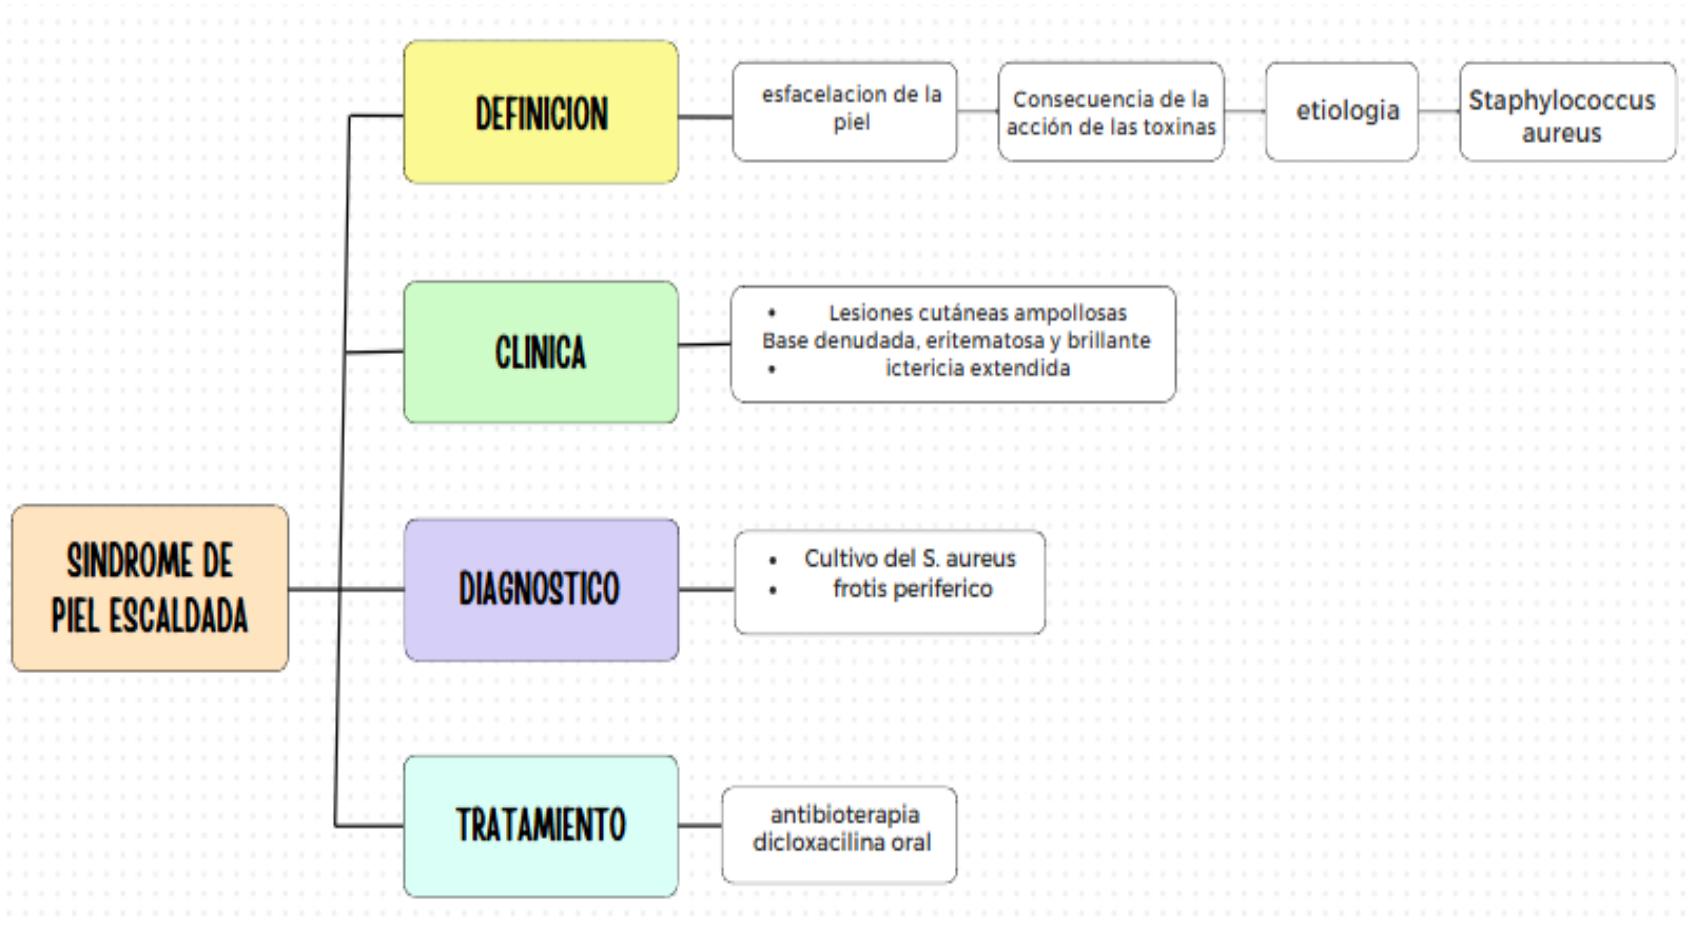 DEFINICION
esfacelacion de la
piel
Consecuencia de la
acción de las toxinas
etiologia
Staphylococcus
aureus
CLINICA
• Lesiones cutáneas ampollosas
Base denudada, eritematosa y brillante
• ictericia extendida
SINDROME DE
PIEL ESCALDADA
DIAGNOSTICO
• Cultivo del S. aureus
• frotis periferico
TRATAMIENTO
antibioterapia
dicloxacilina oral